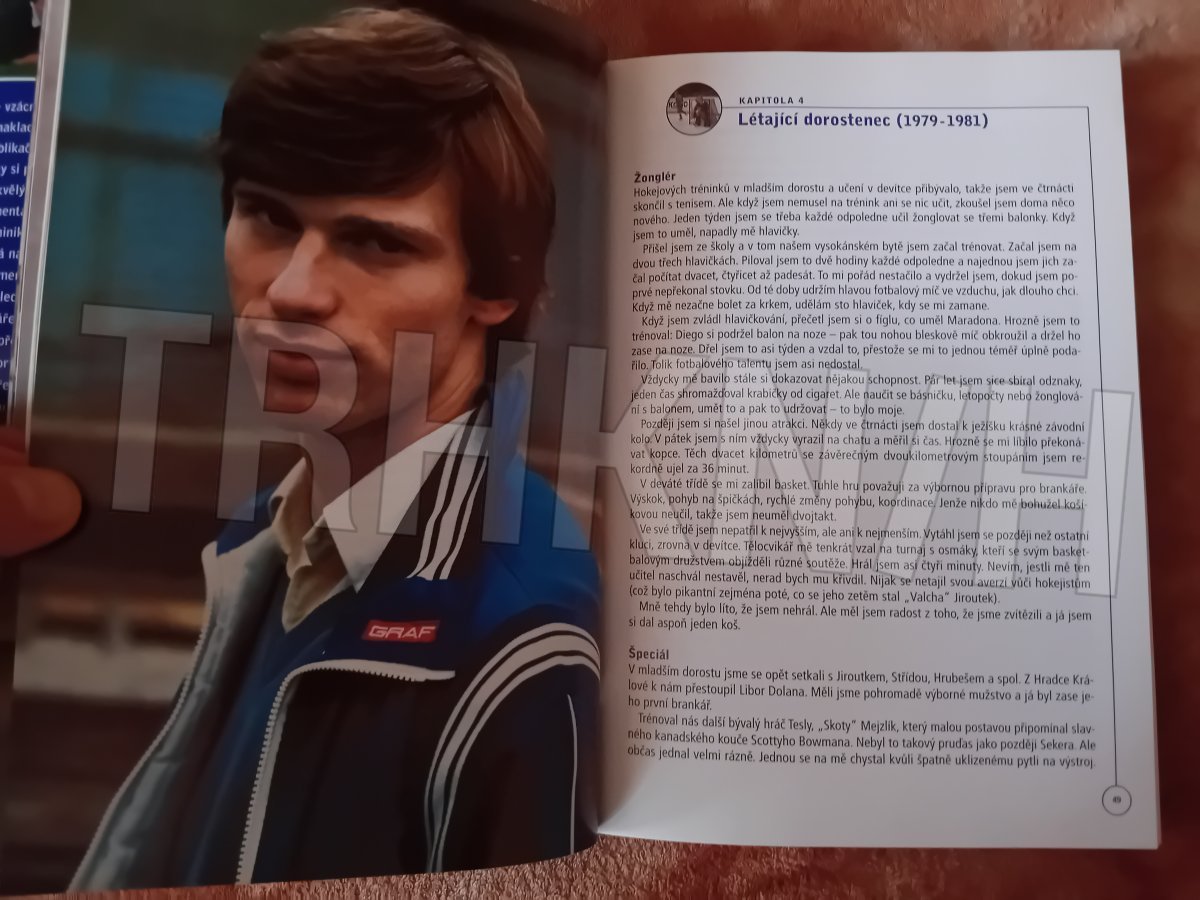 vzácn
naklad
blikac
y si p
kvělý
menta
minik
á na
men
led
TRHKNIH
GRAF
KAPITOLA 4
Létající dorostenec (1979-1981)
Žonglér
Hokejových tréninků v mladším dorostu a učení v devítce přibývalo, takže jsem ve čtrnácti
skončil s tenisem. Ale když jsem nemusel na trénink ani se nic učit, zkoušel jsem doma něco
nového. Jeden týden jsem se třeba každé odpoledne učil žonglovat se třemi balonky. Když
jsem to uměl, napadly mě hlavičky.
Přišel jsem ze školy a v tom našem vysokánském bytě jsem začal trénovat. Začal jsem na
dvou třech hlavičkách. Piloval jsem to dvě hodiny každé odpoledne a najednou jsem jich za-
čal počítat dvacet, čtyřicet až padesát. To mi pořád nestačilo a vydržel jsem, dokud jsem po-
prvé nepřekonal stovku. Od té doby udržím hlavou fotbalový míč ve vzduchu, jak dlouho chci.
Když mě nezačne bolet za krkem, udělám sto hlaviček, kdy se mi zamane.
Když jsem zvládl hlavičkování, přečetl jsem si o figlu, co uměl Maradona. Hrozně jsem to
trénoval: Diego si podržel balon na noze – pak tou nohou bleskově míč obkroužil a držel ho
zase na noze. Dřel jsem to asi týden a vzdal to, přestože se mi to jednou téměř úplně poda-
řilo. Tolik fotbalového talentu jsem asi nedostal.
Vždycky mě bavilo stále si dokazovat nějakou schopnost. Pár let jsem sice sbíral odznaky,
jeden čas shromažďoval krabičky od cigaret. Ale naučit se básničku, letopočty nebo žonglová-
ní s balonem, umět to a pak to udržovat – to bylo moje.
Později jsem si našel jinou atrakci. Někdy ve čtrnácti jsem dostal k ježíšku krásné závodní
kolo. V pátek jsem s ním vždycky vyrazil na chatu a měřil si čas. Hrozně se mi líbilo překoná-
vat kopce. Těch dvacet kilometrů se závěrečným dvoukilometrovým stoupáním jsem re-
kordně ujel za 36 minut.
V deváté třídě se mi zalíbil basket. Tuhle hru považuji za výbornou přípravu pro brankáře.
Výskok, pohyb na špičkách, rychlé změny pohybu, koordinace. Jenže nikdo mě bohužel koší-
kovou neučil, takže jsem neuměl dvojtakt.
Ve své třídě jsem nepatřil k nejvyšším, ale ani k nejmenším. Vytáhl jsem se později než ostatní
kluci, zrovna v devítce. Tělocvikář mě tenkrát vzal na turnaj s osmáky, kteří se svým basket-
balovým družstvem objížděli různé soutěže. Hrál jsem asi čtyři minuty. Nevím, jestli mě ten
učitel naschvál nestavěl, nerad bych mu křivdil. Nijak se netajil svou averzí vůči hokejistům
(což bylo pikantní zejména poté, co se jeho zetěm stal „Valcha“ Jiroutek).
Mně tehdy bylo líto, že jsem nehrál. Ale měl jsem radost z toho, že jsme zvítězili a já jsem
si dal aspoň jeden koš.
Špeciál
V mladším dorostu jsme se opět setkali s Jiroutkem, Střídou, Hrubešem a spol. Z Hradce Krá-
lové k nám přestoupil Libor Dolana. Měli jsme pohromadě výborné mužstvo a já byl zase je-
ho první brankář.
Trénoval nás další bývalý hráč Tesly, „Skoty“ Mejzlík, který malou postavou připomínal slav-
ného kanadského kouče Scottyho Bowmana. Nebyl to takový pruďas jako později Sekera. Ale
občas jednal velmi rázně. Jednou se na mě chystal kvůli špatně uklizenému pytli na výstroj.
49